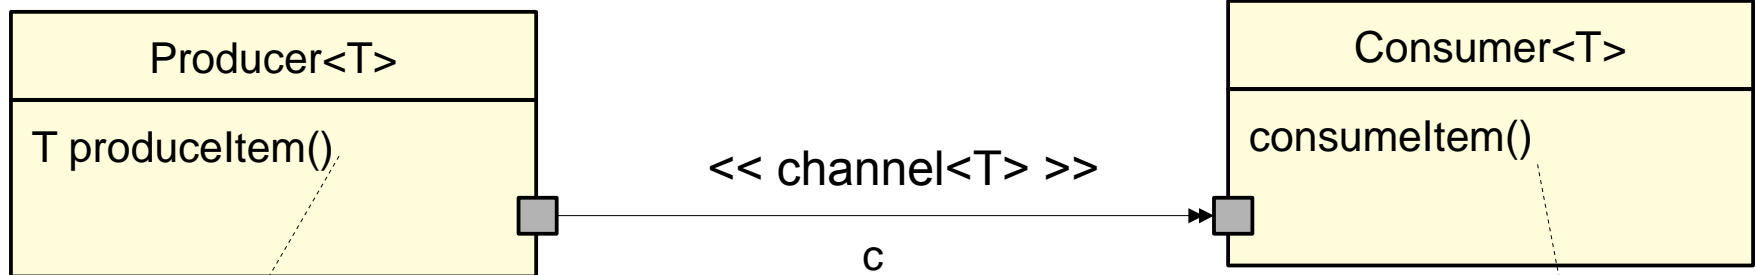 Producer<T>
T produceItem()
<< channel<T> >>
c
Consumer<T>
consumeItem()